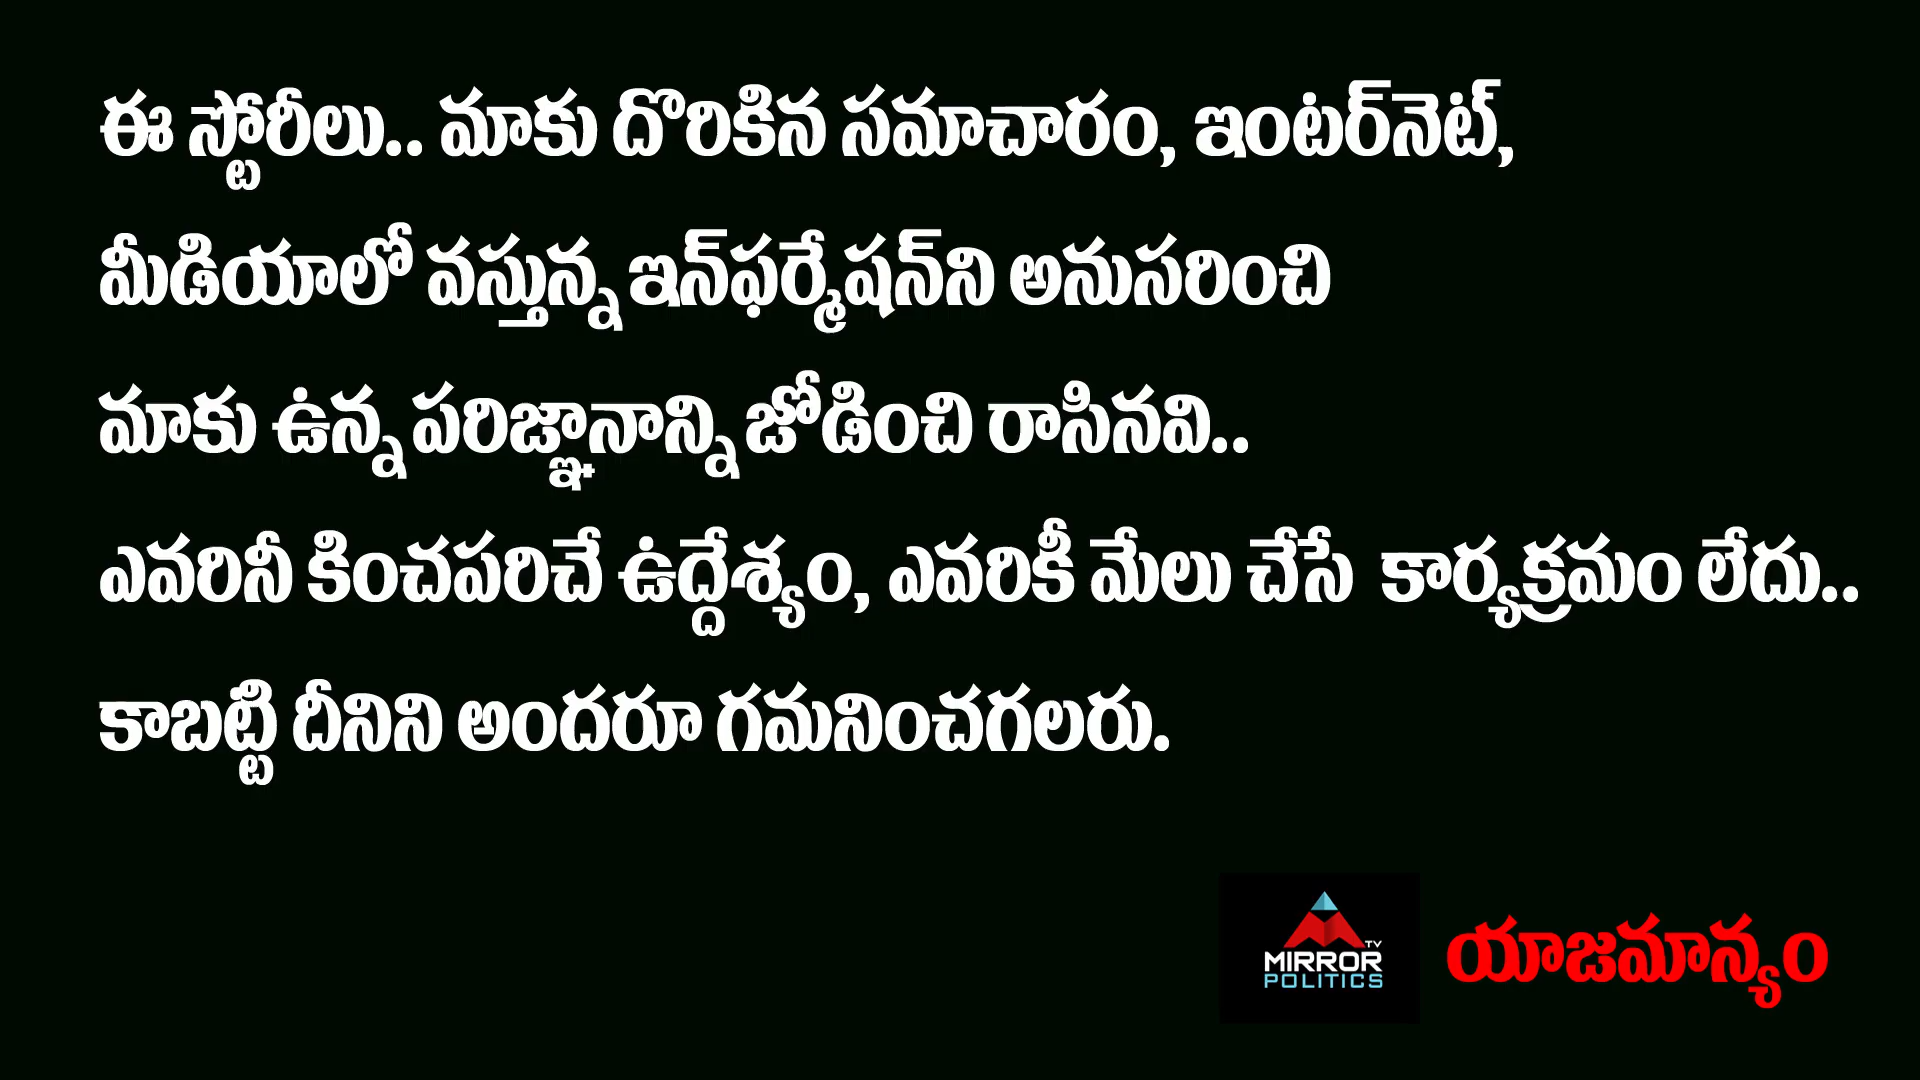 ఈ స్టోరీలు.. మాకు దొరికిన సమాచారం, ఇంటర్‌నెట్,
మీడియాలో వస్తున్న ఇన్‌ఫర్మేషన్‌ని అనుసరించి
మాకు ఉన్న పరిజ్ఞానాన్ని జోడించి రాసినవి..
ఎవరినీ కించపరిచే ఉద్దేశ్యం, ఎవరికీ మేలు చేసే కార్యక్రమం లేదు..
కాబట్టి దీనిని అందరూ గమనించగలరు.
TV
MIRROR
POLITICS
యాజమాన్యం